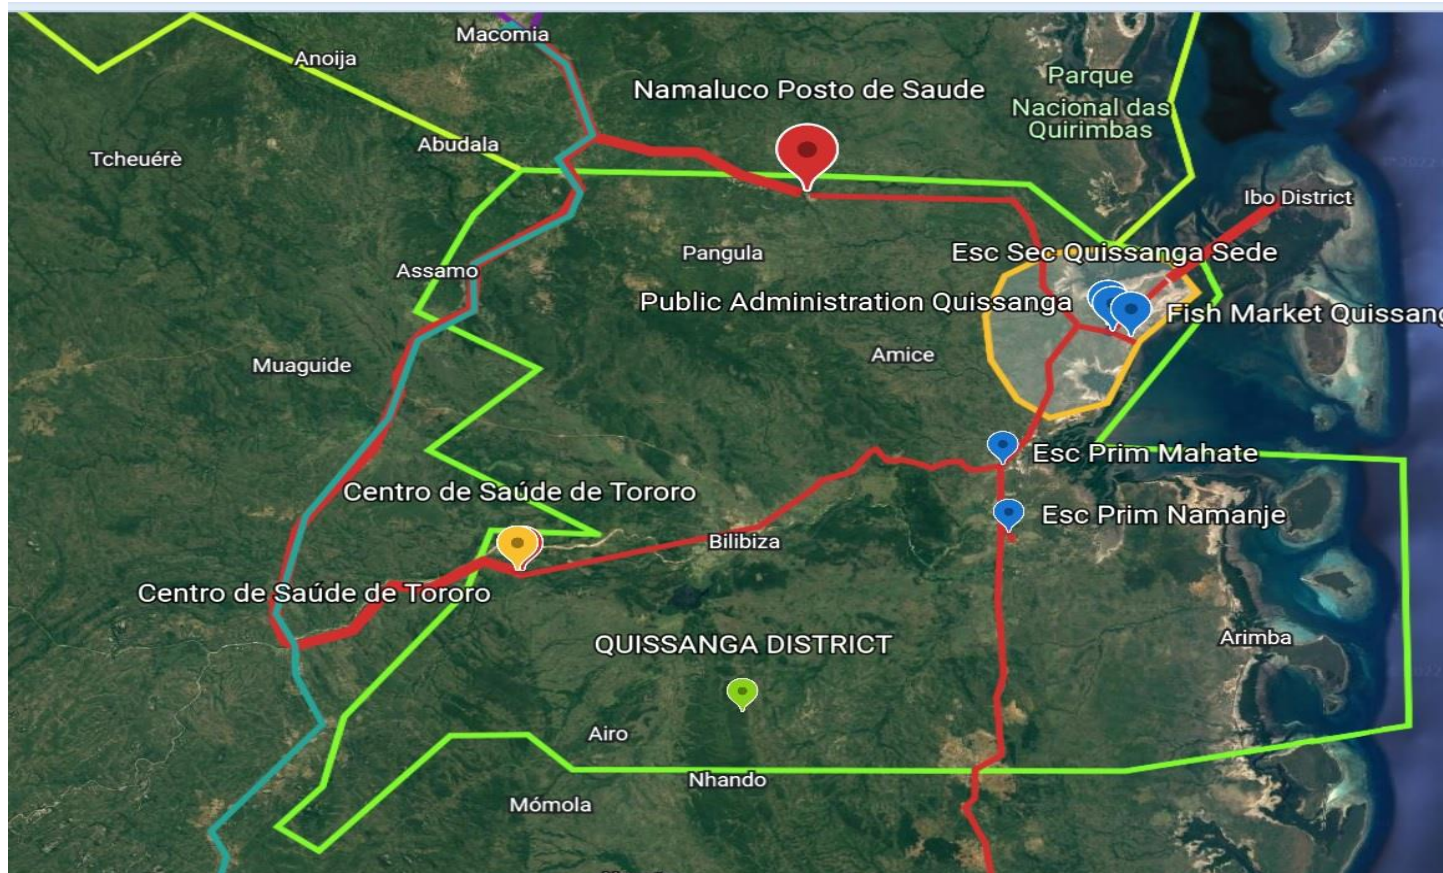 Macomia
Anoija
Parque
Nacional das
Quirimbas
Namaluco Posto de Saude
Abudala
Tcheuérè
Ibo District
Pangula
Esc Sec Quissanga Sede
Assamo
Public Administration Quissanga
Fish Market Quissang
Amice
Muaguide
Esc Prim Mahate
Centro de Saúde de Tororo
Esc Prim Namanje
Bilibiza
Centro de Saúde de Tororo
QUISSANGA DISTRICT
Arimba
Airo
Nhando
Mómola